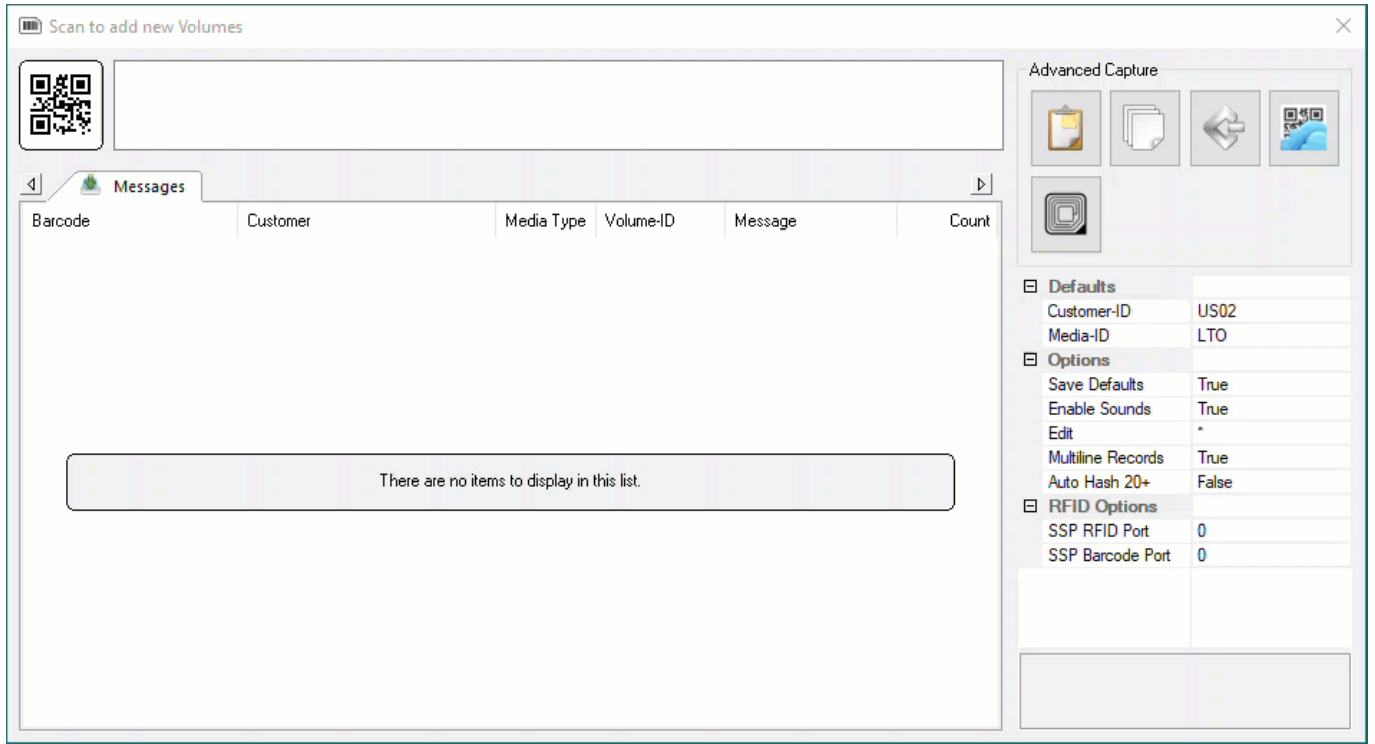 Scan to add new Volumes
Advanced Capture
Messages
Barcode Customer Media Type Volume-ID Message Count
There are no items to display in this list.
Defaults
Customer-ID US02
Media-ID LTO
Options
Save Defaults True
Enable Sounds True
Edit *
Multiline Records True
Auto Hash 20+ False
RFID Options
SSP RFID Port 0
SSP Barcode Port 0